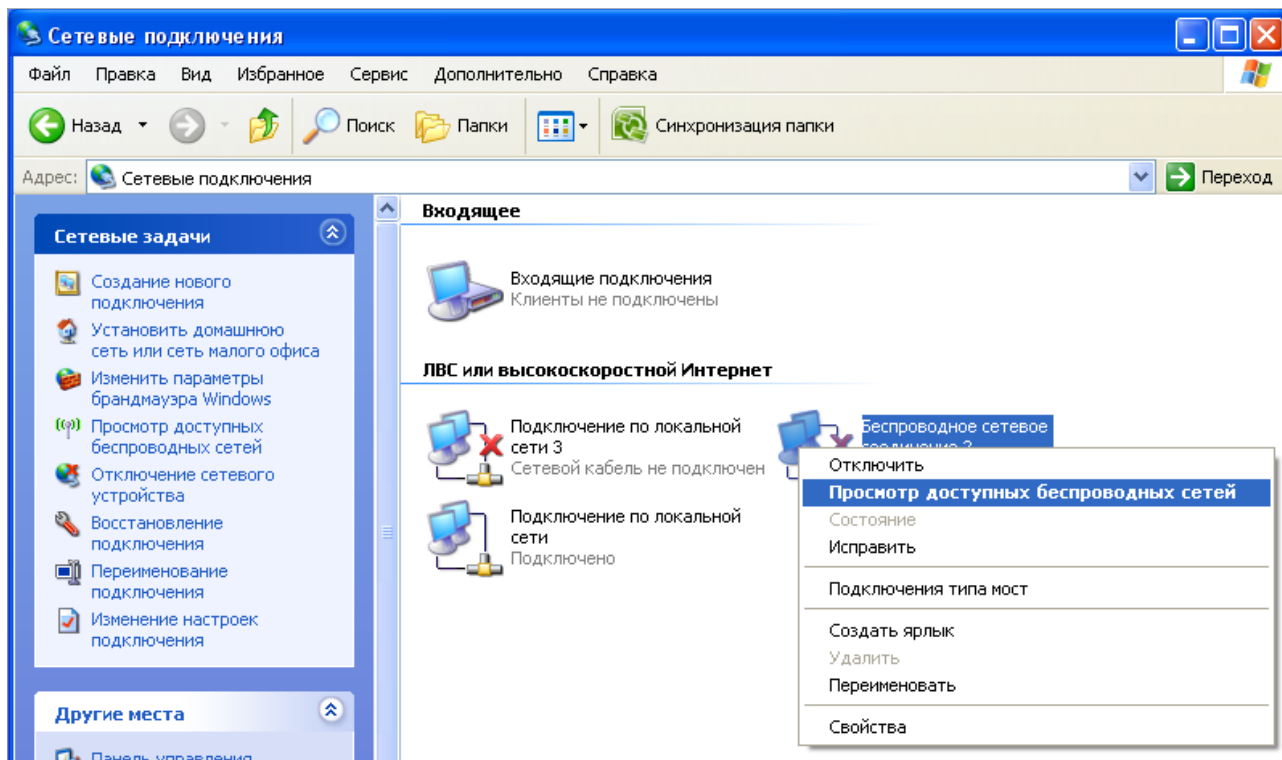 Сетевые подключения
Файл Правка Вид Избранное Сервис Дополнительно Справка
Назад Поиск Папки Синхронизация папки
Адрес: Сетевые подключения Переход
Сетевые задачи
Создание нового
подключения
Установить домашнюю
сеть или сеть малого офиса
Изменить параметры
брандмауэра Windows
Просмотр доступных
беспроводных сетей
Отключение сетевого
устройства
Восстановление
подключения
Переименование
подключения
Изменение настроек
подключения
Другие места
Панель управления
Входящее
Входящие подключения
Клиенты не подключены
ЛВС или высокоскоростной Интернет
Подключение по локальной
сети 3
Сетевой кабель не подключен
Беспроводное сетевое
соединение 2
Подключение по локальной
сети
Подключено
Отключить
Просмотр доступных беспроводных сетей
Состояние
Исправить
Подключения типа мост
Создать ярлык
Удалить
Переименовать
Свойства